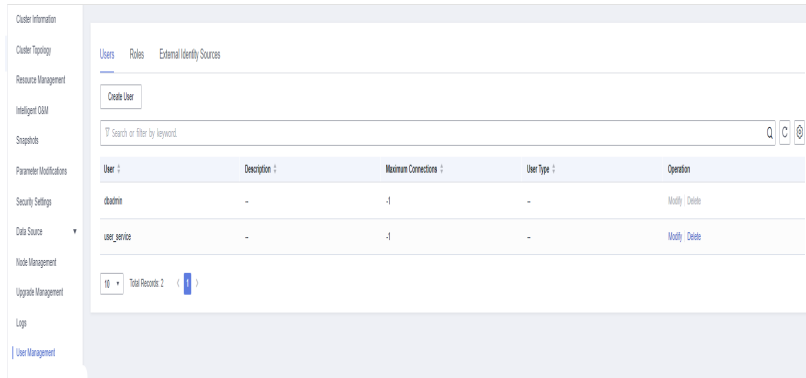 Cluster Information
Cluster Topology
Resource Management
Intelligent O&M
Snapshots
Parameter Modifications
Security Settings
Data Source
Node Management
Upgrade Management
Logs
User Management
Users Roles External Identity Sources
Create User
Search or filter by keyword.
User Description Maximum Connections User Type Operation
dbadmin -- -1 -- Modify | Delete
user_service -- -1 -- Modify | Delete
10 Total Records: 2 < 1 >